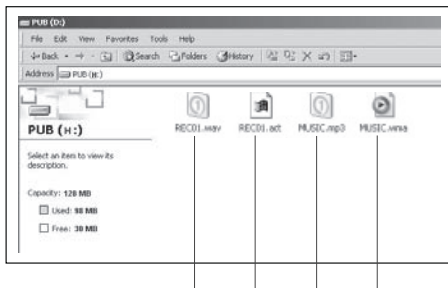 PUB (D:)
File Edit View Favorites Tools Help
Back Search Folders History
Address PUB (H:)
REC01.wav REC01.act MUSIC.mp3 MUSIC.wma
PUB (H:)
Select an item to view its
description.
Capacity: 128 MB
Used: 98 MB
Free: 30 MB